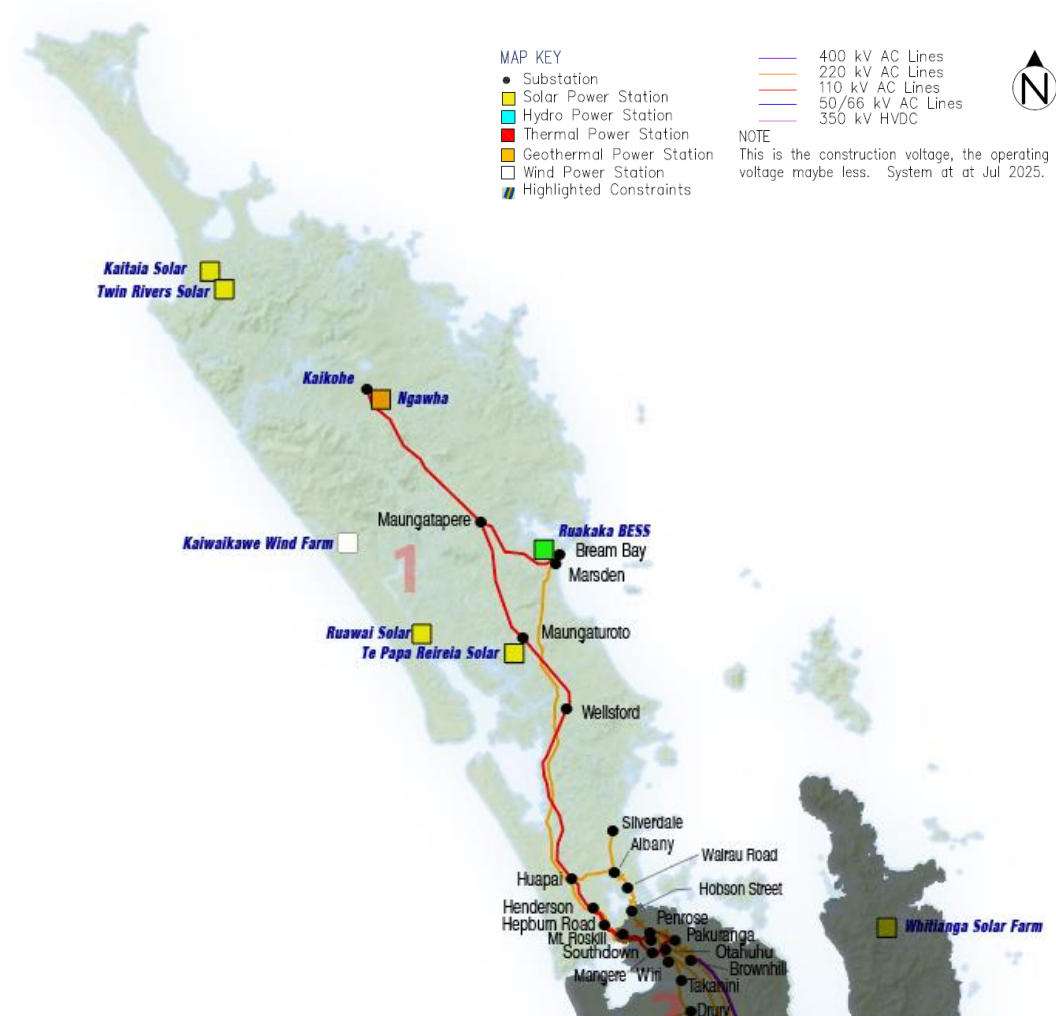 MAP KEY
Substation
Solar Power Station
Hydro Power Station
Thermal Power Station
Geothermal Power Station
Wind Power Station
Highlighted Constraints
400 kV AC Lines
220 kV AC Lines
110 kV AC Lines
50/66 kV AC Lines
350 kV HVDC
NOTE
This is the construction voltage, the operating
voltage maybe less. System at at Jul 2025.
N
Kaitaia Solar
Twin Rivers Solar
Kaikohe
Ngawha
Maungatapere
Ruakaka BESS
Kaiwaikawe Wind Farm
Bream Bay
1
Marsden
Ruawai Solar
Maungaturoto
Te Papa Reireia Solar
Wellsford
Silverdale
Albany
Wairau Road
Huapai
Hobson Street
Henderson
Penrose
Hepburn Road
Whitianga Solar Farm
Mt Roskill
Pakuranga
Southdown
Otahuhu
Mangere
Wiri
Brownhill
Takanini
2
Drury